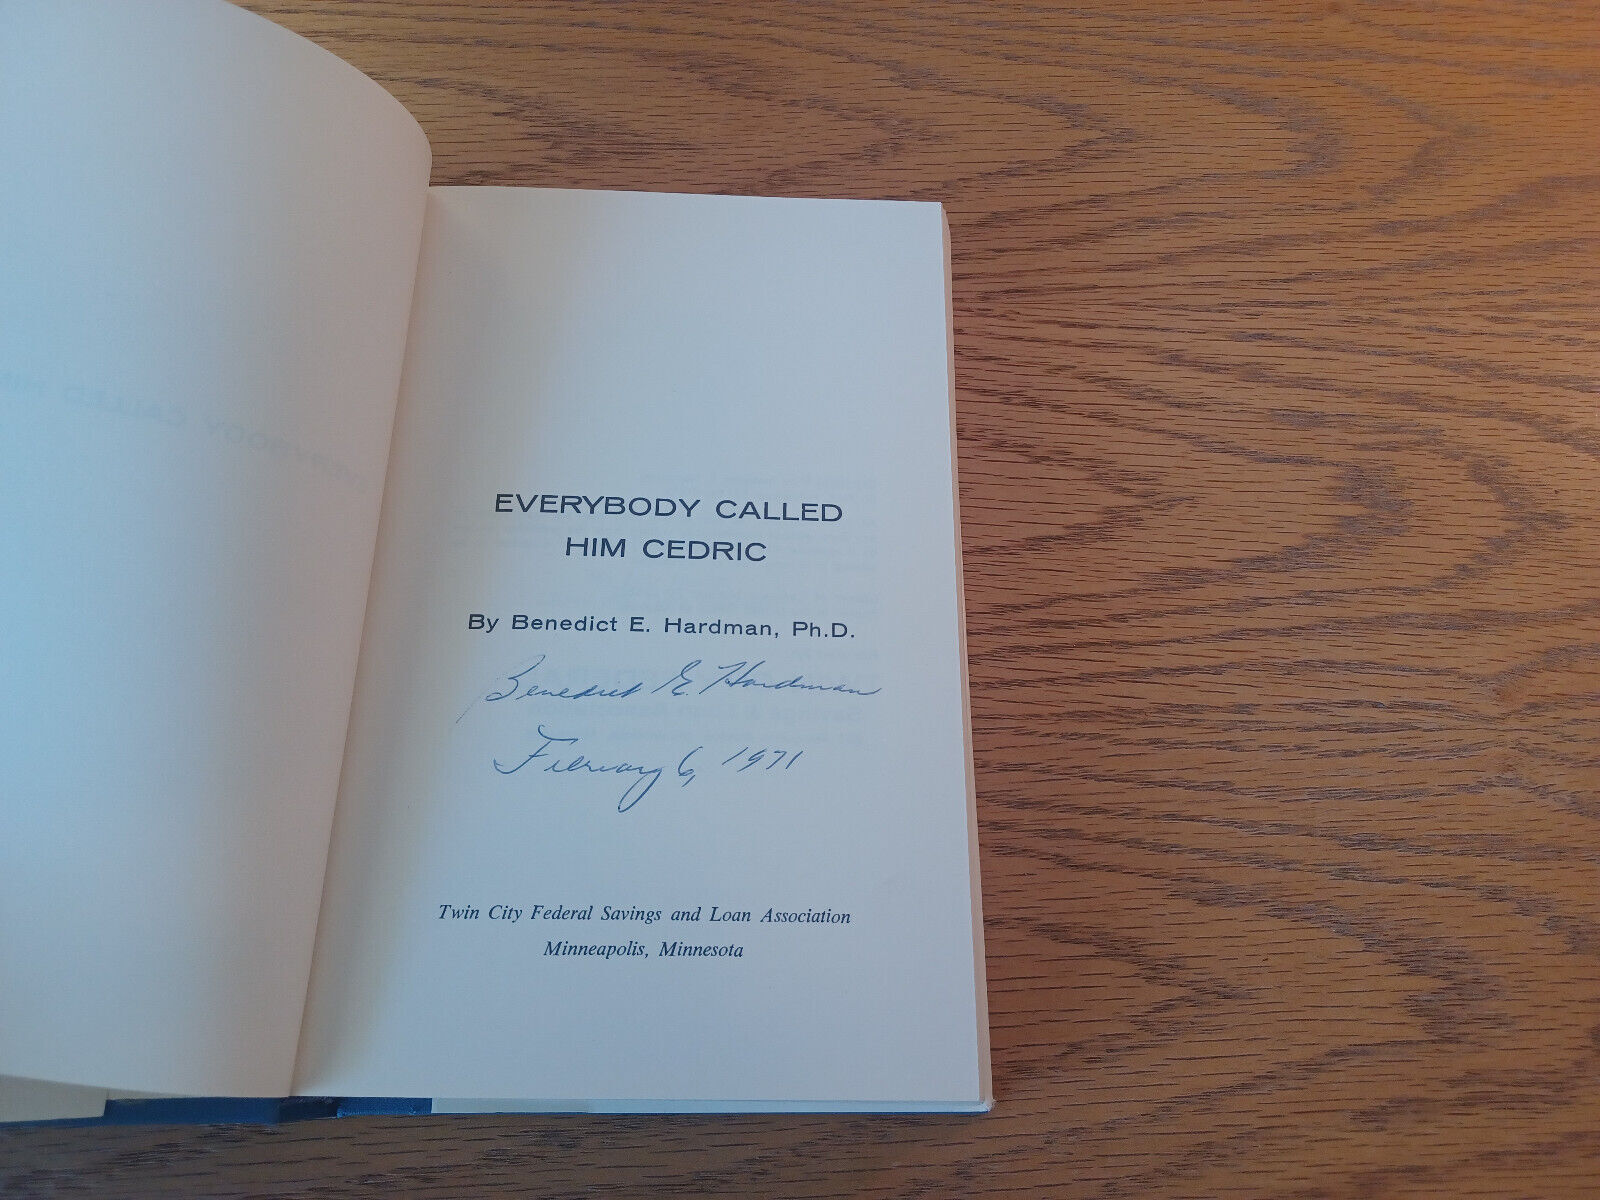 EVERYBODY CALLED
HIM CEDRIC
By Benedict E. Hardman, Ph.D.
Benedict E. Hardman
February 6, 1971
Twin City Federal Savings and Loan Association
Minneapolis, Minnesota